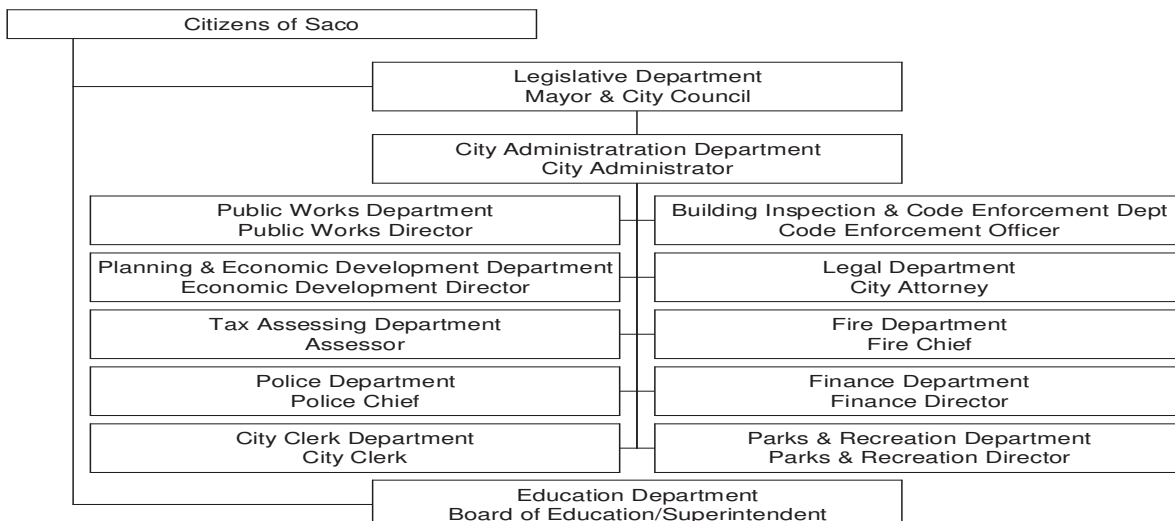 Citizens of Saco
Legislative Department
Mayor & City Council
City Administratration Department
City Administrator
Public Works Department
Public Works Director
Building Inspection & Code Enforcement Dept
Code Enforcement Officer
Planning & Economic Development Department
Economic Development Director
Legal Department
City Attorney
Tax Assessing Department
Assessor
Fire Department
Fire Chief
Police Department
Police Chief
Finance Department
Finance Director
City Clerk Department
City Clerk
Parks & Recreation Department
Parks & Recreation Director
Education Department
Board of Education/Superintendent